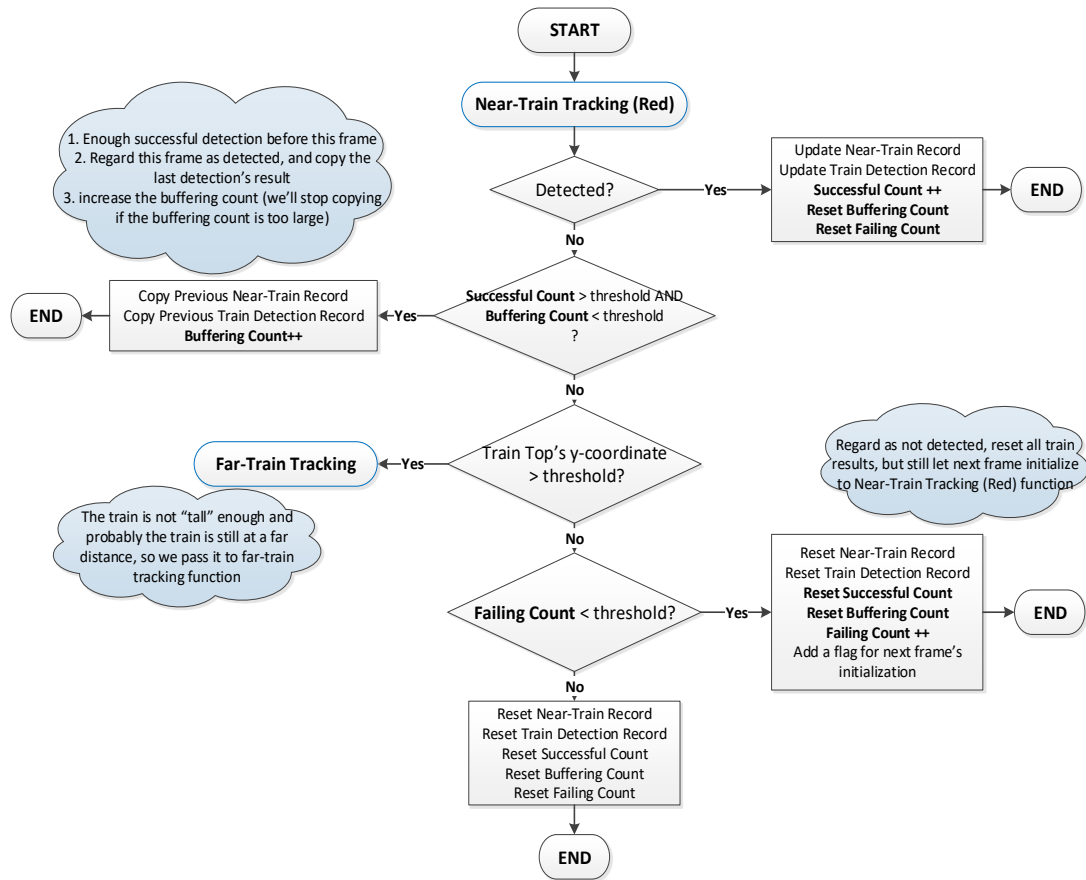 START
Near-Train Tracking (Red)
1. Enough successful detection before this frame
2. Regard this frame as detected, and copy the
last detection's result
3. increase the buffering count (we'll stop copying
if the buffering count is too large)
Detected?
Yes
Update Near-Train Record
Update Train Detection Record
Successful Count ++
Reset Buffering Count
Reset Failing Count
END
No
Successful Count > threshold AND
Buffering Count < threshold
?
Yes
Copy Previous Near-Train Record
Copy Previous Train Detection Record
Buffering Count++
END
No
Train Top's y-coordinate
> threshold?
Yes
Far-Train Tracking
The train is not “tall” enough and
probably the train is still at a far
distance, so we pass it to far-train
tracking function
Regard as not detected, reset all train
results, but still let next frame initialize
to Near-Train Tracking (Red) function
No
Failing Count < threshold?
Yes
Reset Near-Train Record
Reset Train Detection Record
Reset Successful Count
Reset Buffering Count
Failing Count ++
Add a flag for next frame's
initialization
END
No
Reset Near-Train Record
Reset Train Detection Record
Reset Successful Count
Reset Buffering Count
Reset Failing Count
END